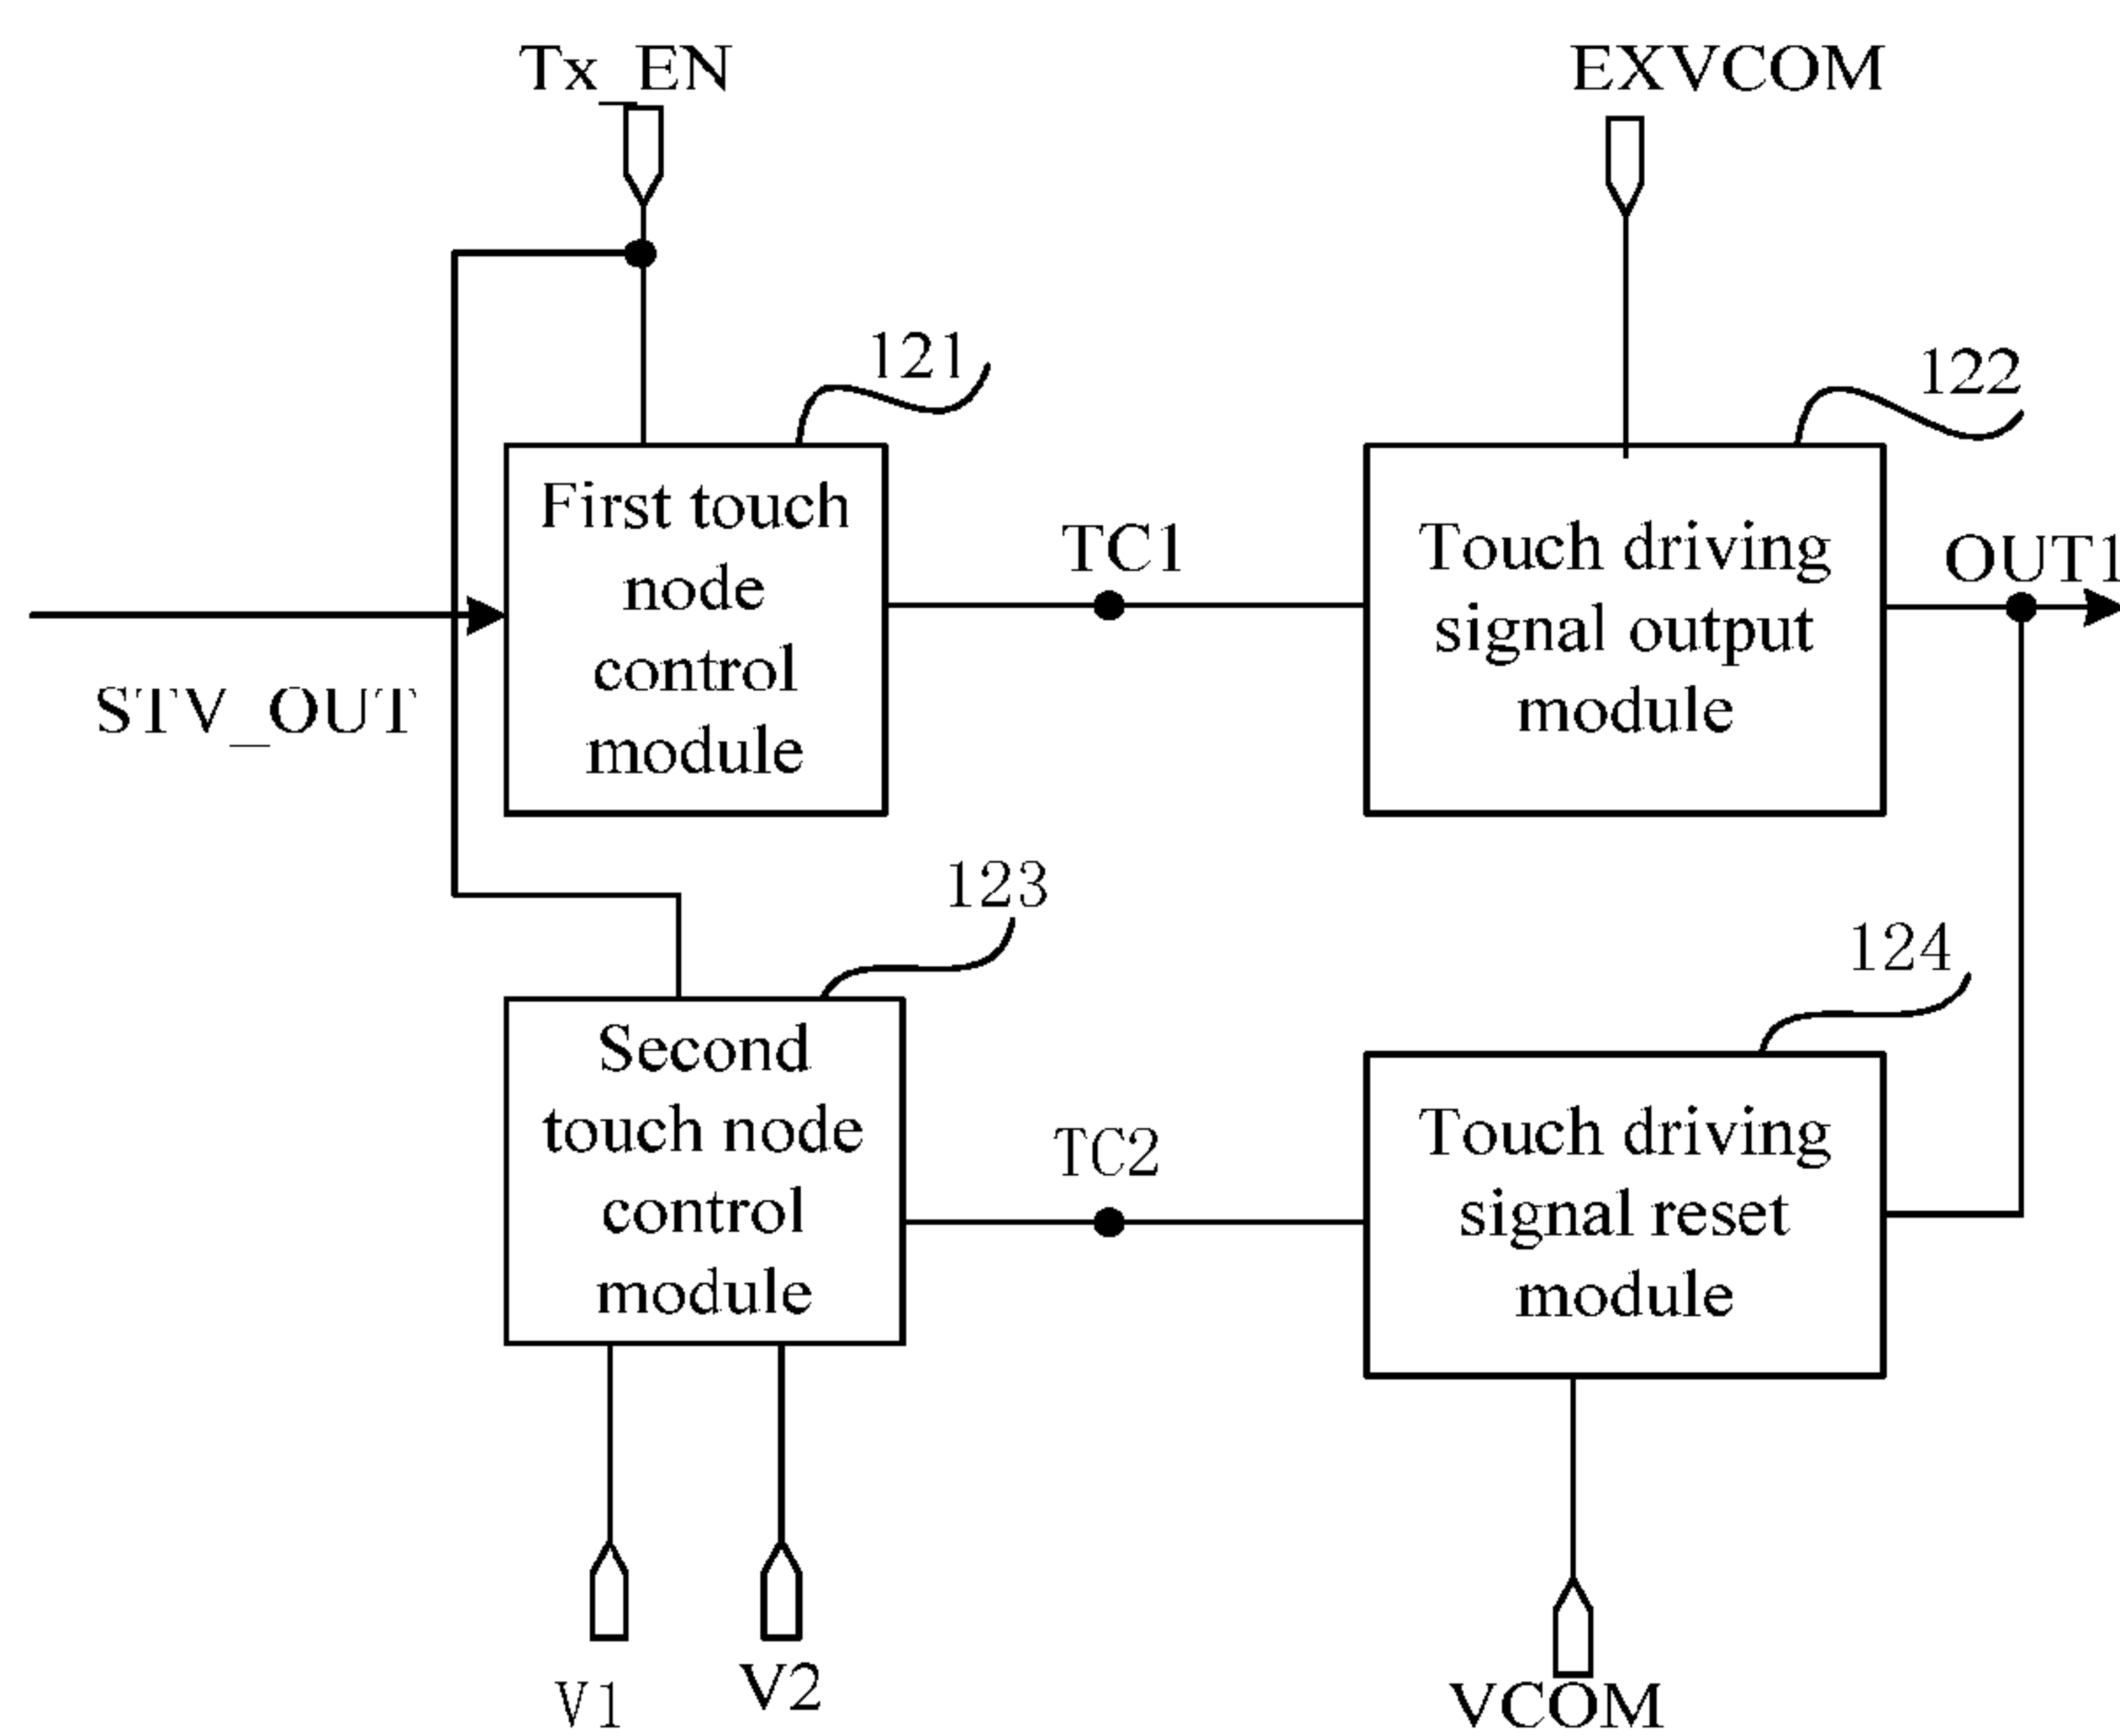 Tx_EN
EXVCOM
121
122
First touch
node
control
module
TC1
Touch driving
signal output
module
OUT1
STV_OUT
123
124
Second
touch node
control
module
TC2
Touch driving
signal reset
module
V1
V2
VCOM